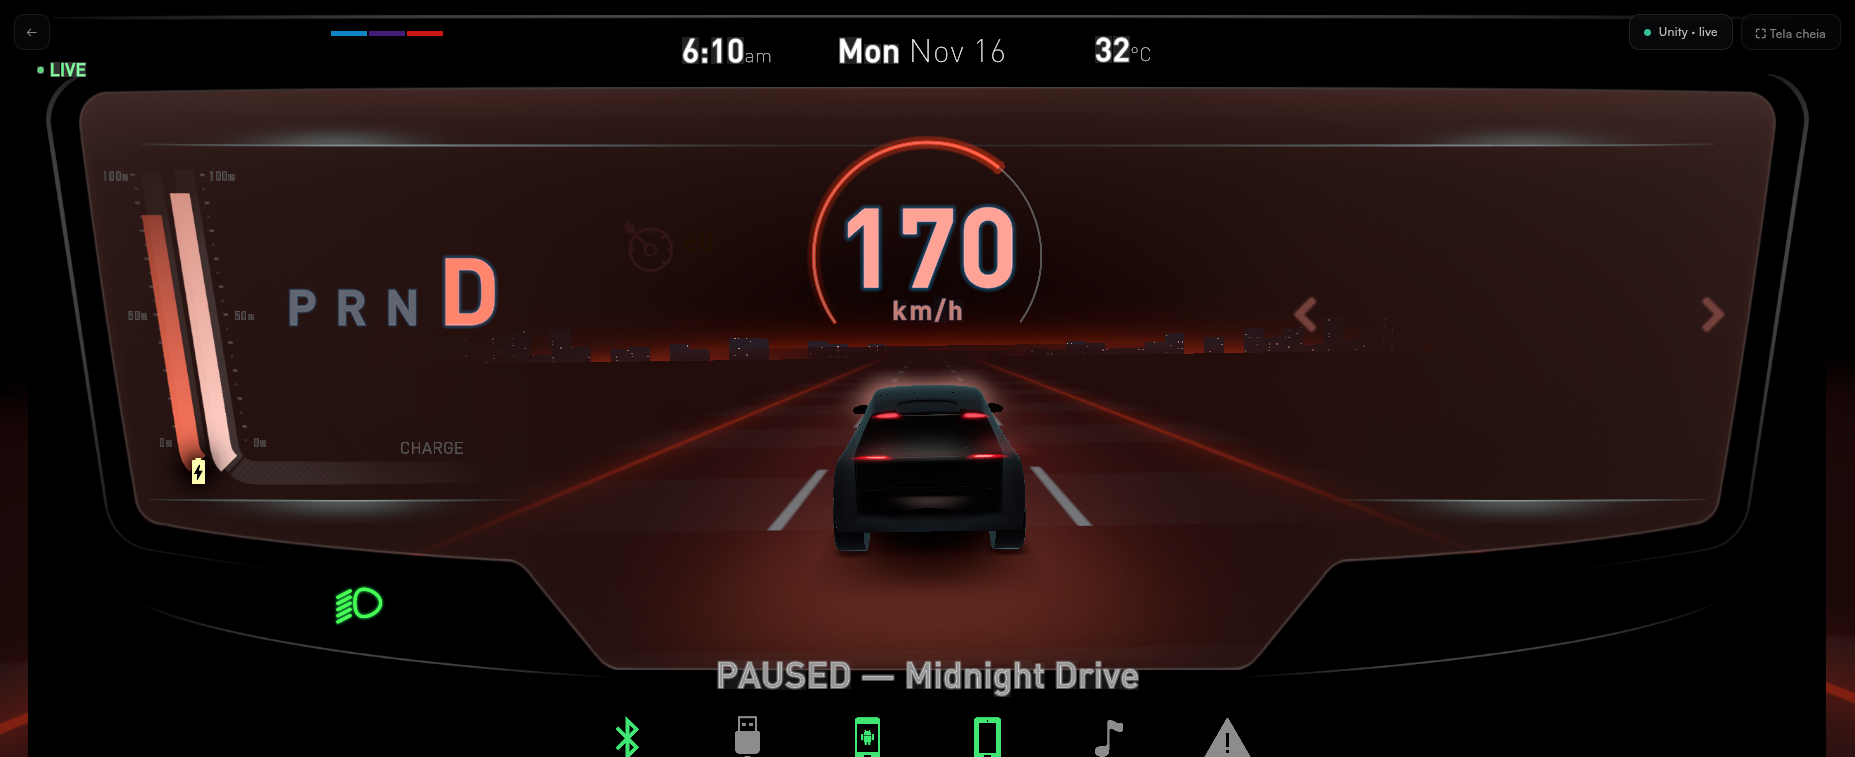 ←
6:10am Mon Nov 16 32°C
Unity • live
Tela cheia
LIVE
100% 100%
170
km/h
P R N D
50% 50%
0% 0%
CHARGE
PAUSED — Midnight Drive